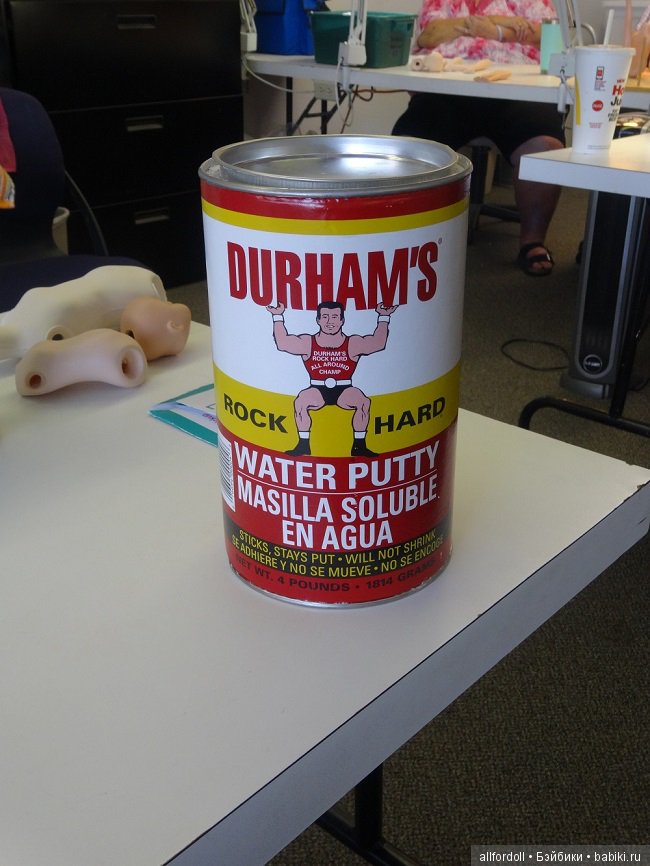 DURHAM'S®
DURHAM'S
ROCK HARD
ALL AROUND
CHAMP
ROCK HARD
WATER PUTTY
MASILLA SOLUBLE
EN AGUA
STICKS, STAYS PUT • WILL NOT SHRINK
SE ADHIERE Y NO SE MUEVE • NO SE ENCOGE
NET WT. 4 POUNDS • 1814 GRAMS
allfordoll • Бэйбики • babiki.ru